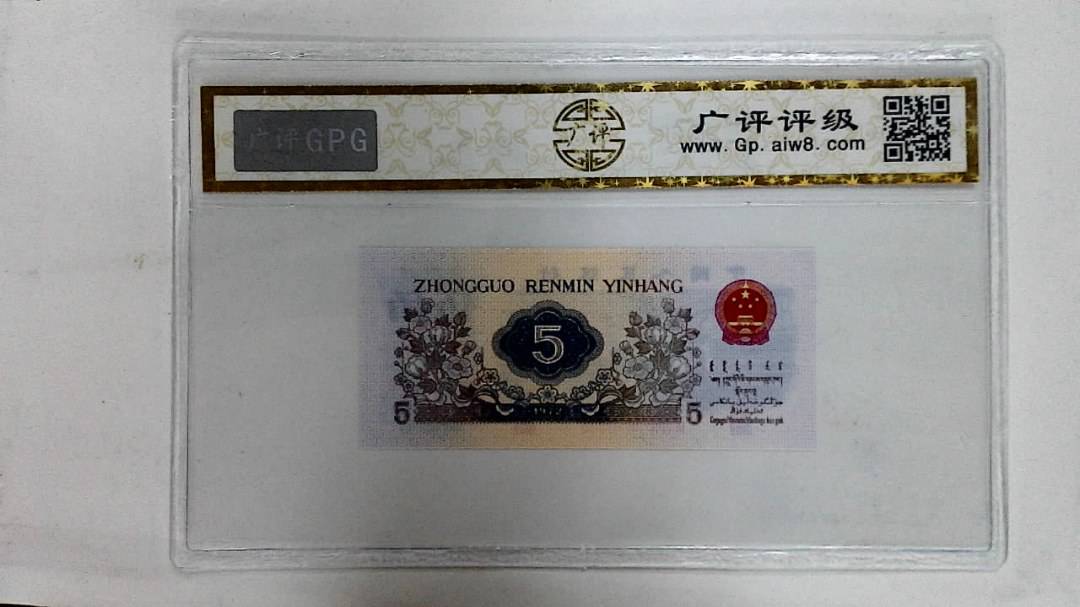 广评GPG
广评
广评评级
www. Gp. aiw8. com
ZHONGGUO RENMIN YINHANG
5
5
1972
5